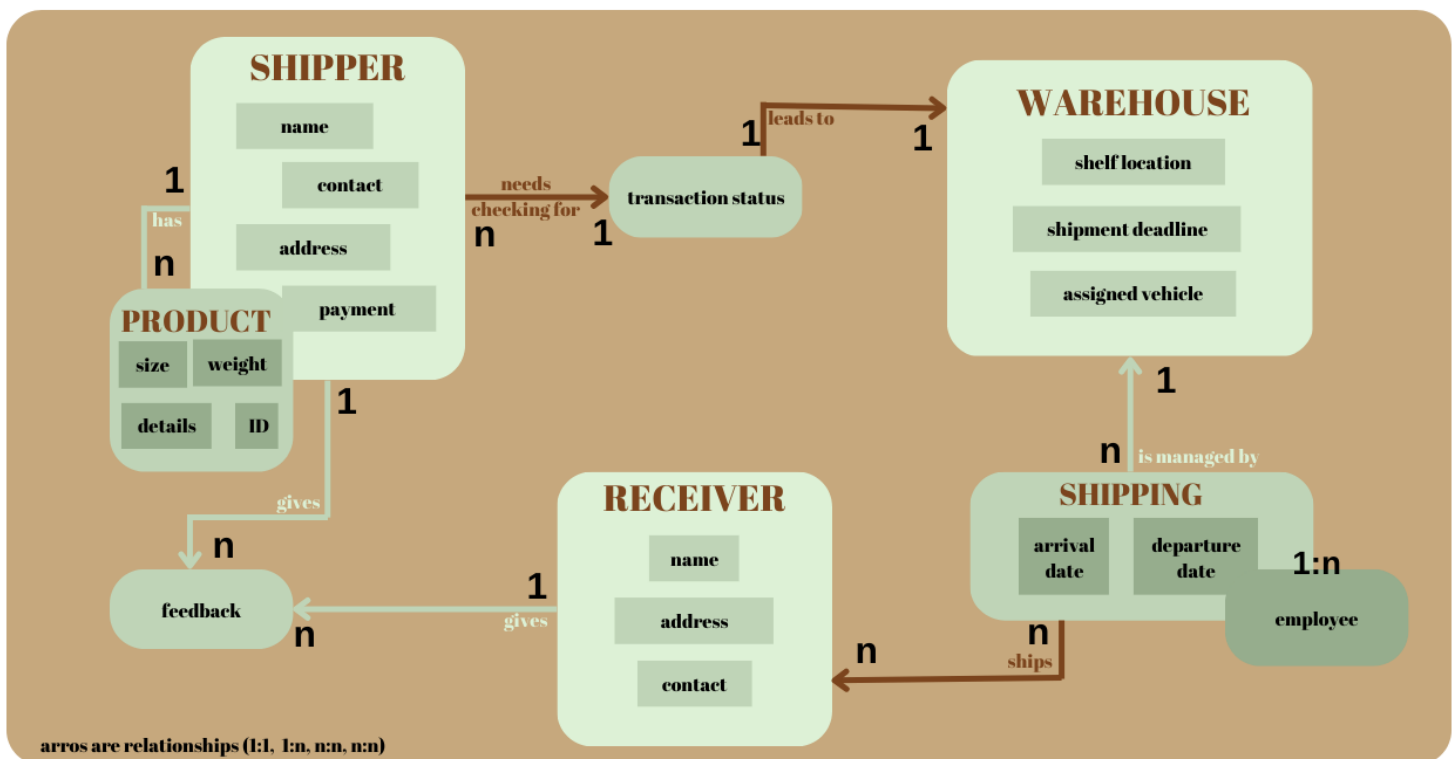 SHIPPER
name
contact
address
payment
1
has
n
PRODUCT
size
weight
details
ID
needs
checking for
n
1
transaction status
1
leads to
1
WAREHOUSE
shelf location
shipment deadline
assigned vehicle
1
n
is managed by
SHIPPING
arrival
date
departure
date
1:n
employee
n
ships
n
RECEIVER
name
address
contact
1
gives
n
1
gives
n
feedback
arros are relationships (1:1, 1:n, n:n, n:n)